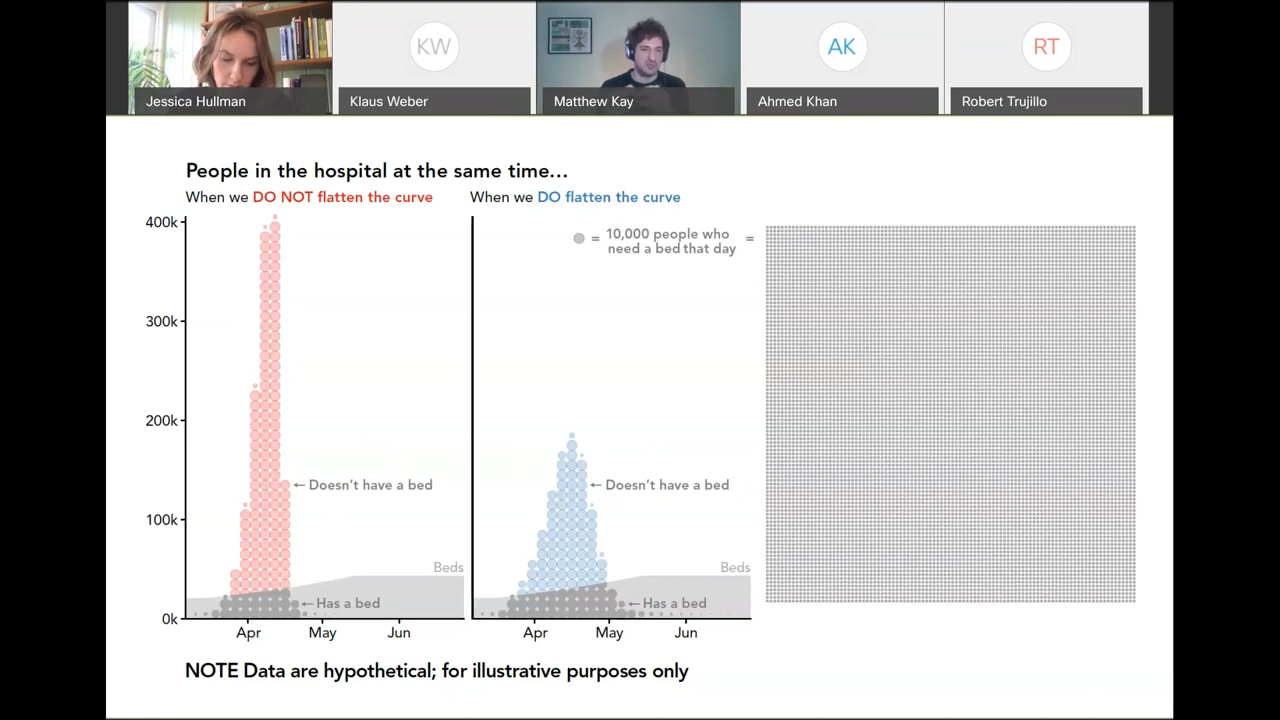 KW
AK
RT
Jessica Hullman
Klaus Weber
Matthew Kay
Ahmed Khan
Robert Trujillo
People in the hospital at the same time...
When we DO NOT flatten the curve
When we DO flatten the curve
400k
300k
200k
100k
0k
← Doesn't have a bed
Beds
← Has a bed
Apr
May
Jun
= 10,000 people who =
need a bed that day
← Doesn't have a bed
Beds
← Has a bed
Apr
May
Jun
NOTE Data are hypothetical; for illustrative purposes only